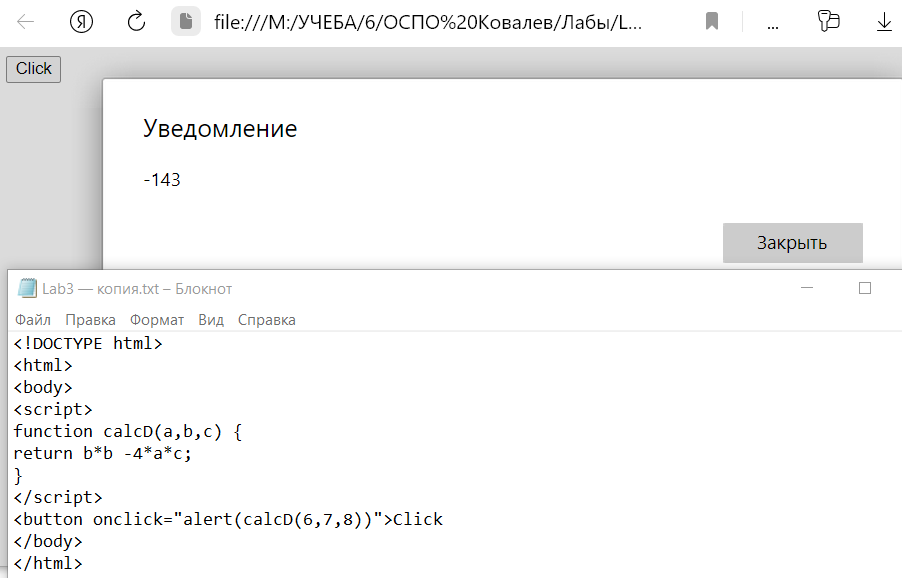 Я file:///М:/УЧЕБА/6/ОСПО%20Ковалев/Лабы/L... ...
Click
Уведомление
-143
Закрыть
Lab3 — копия.txt – Блокнот
Файл Правка Формат Вид Справка
<!DOCTYPE html>
<html>
<body>
<script>
function calcD(a,b,c) {
return b*b -4*a*c;
}
</script>
<button onclick="alert(calcD(6,7,8))">Click
</body>
</html>